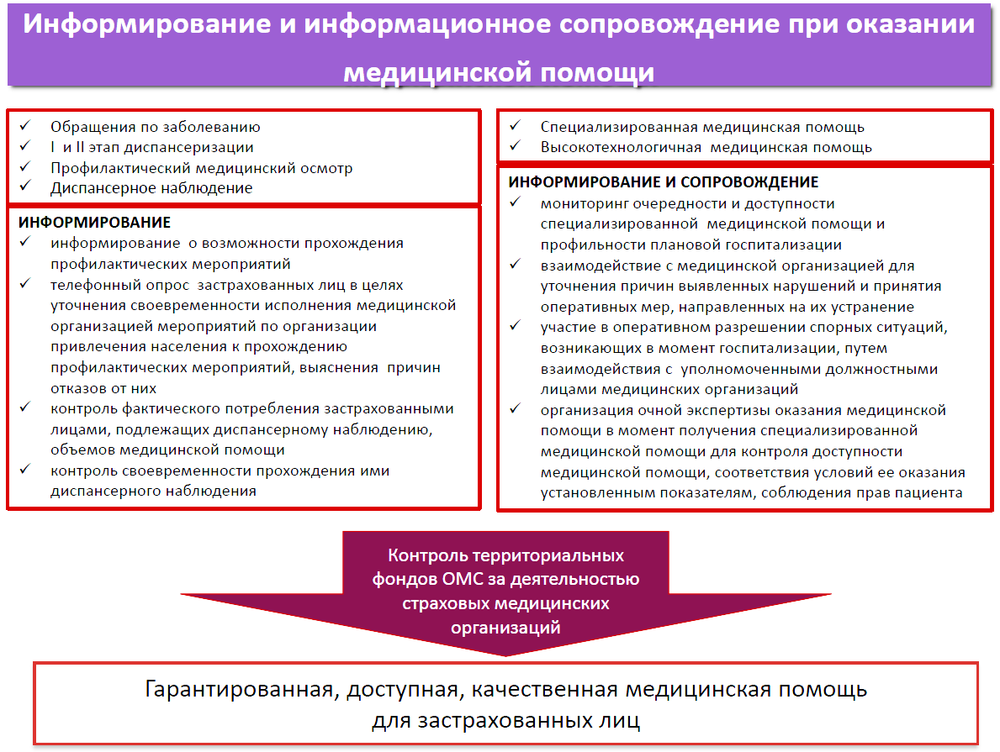 Информирование и информационное сопровождение при оказании
медицинской помощи
✓ Обращения по заболеванию
✓ I и II этап диспансеризации
✓ Профилактический медицинский осмотр
✓ Диспансерное наблюдение
ИНФОРМИРОВАНИЕ
✓ информирование о возможности прохождения
профилактических мероприятий
✓ телефонный опрос застрахованных лиц в целях
уточнения своевременности исполнения медицинской
организацией мероприятий по организации
привлечения населения к прохождению
профилактических мероприятий, выяснения причин
отказов от них
✓ контроль фактического потребления застрахованными
лицами, подлежащих диспансерному наблюдению,
объемов медицинской помощи
✓ контроль своевременности прохождения ими
диспансерного наблюдения
✓ Специализированная медицинская помощь
✓ Высокотехнологичная медицинская помощь
ИНФОРМИРОВАНИЕ И СОПРОВОЖДЕНИЕ
✓ мониторинг очередности и доступности
специализированной медицинской помощи и
профильности плановой госпитализации
✓ взаимодействие с медицинской организацией для
уточнения причин выявленных нарушений и принятия
оперативных мер, направленных на их устранение
✓ участие в оперативном разрешении спорных ситуаций,
возникающих в момент госпитализации, путем
взаимодействия с уполномоченными должностными
лицами медицинских организаций
✓ организация очной экспертизы оказания медицинской
помощи в момент получения специализированной
медицинской помощи для контроля доступности
медицинской помощи, соответствия условий ее оказания
установленным показателям, соблюдения прав пациента
Контроль территориальных
фондов ОМС за деятельностью
страховых медицинских
организаций
Гарантированная, доступная, качественная медицинская помощь
для застрахованных лиц